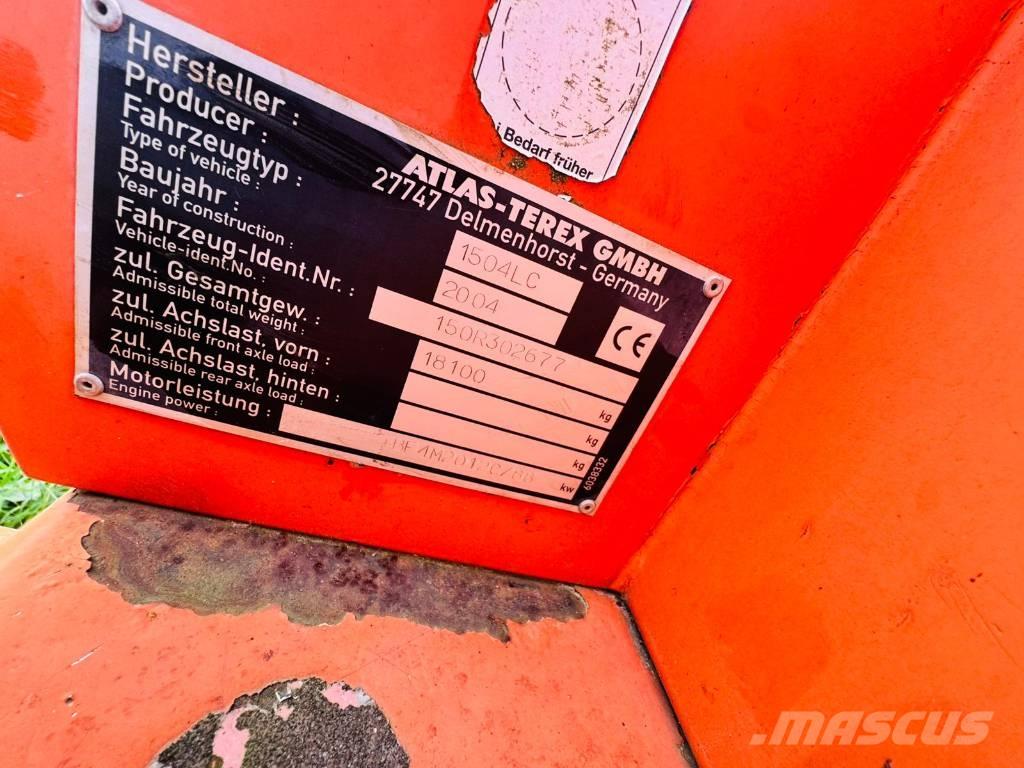 Hersteller :
Producer :
ATLAS-TEREX GMBH
27747 Delmenhorst - Germany
Fahrzeugtyp :
Type of vehicle :
1504LC
Baujahr :
Year of construction :
2004
Fahrzeug-Ident.Nr. :
Vehicle-ident.No. :
150R302677
zul. Gesamtgew. :
Admissible total weight :
18100 kg
zul. Achslast, vorn :
Admissible front axle load :
kg
zul. Achslast, hinten :
Admissible rear axle load :
kg
Motorleistung :
Engine power :
kw
CE
6038332
Bedarf früher
MASCUS